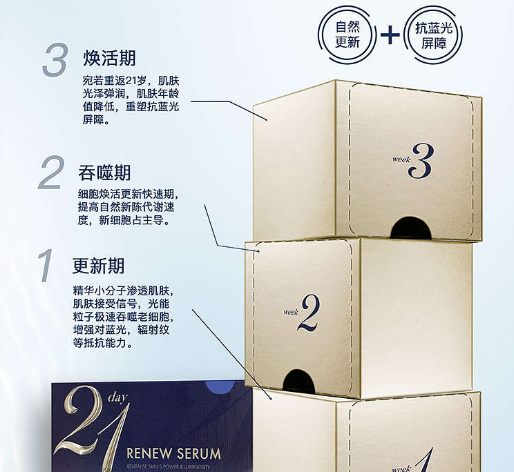 自然
更新
+
抗蓝光
屏障
3 焕活期
宛若重返21岁，肌肤
光泽弹润，肌肤年龄
值降低，重塑抗蓝光
屏障。
week 3
2 吞噬期
细胞焕活更新快速期，
提高自然新陈代谢速
度，新细胞占主导。
week 2
1 更新期
精华小分子渗透肌肤，
肌肤接受信号，光能
粒子极速吞噬老细胞，
增强对蓝光，辐射纹
等抵抗能力。
week 1
21 day
RENEW SERUM
REVITALISE SKIN'S POWER & LUMINOSITY